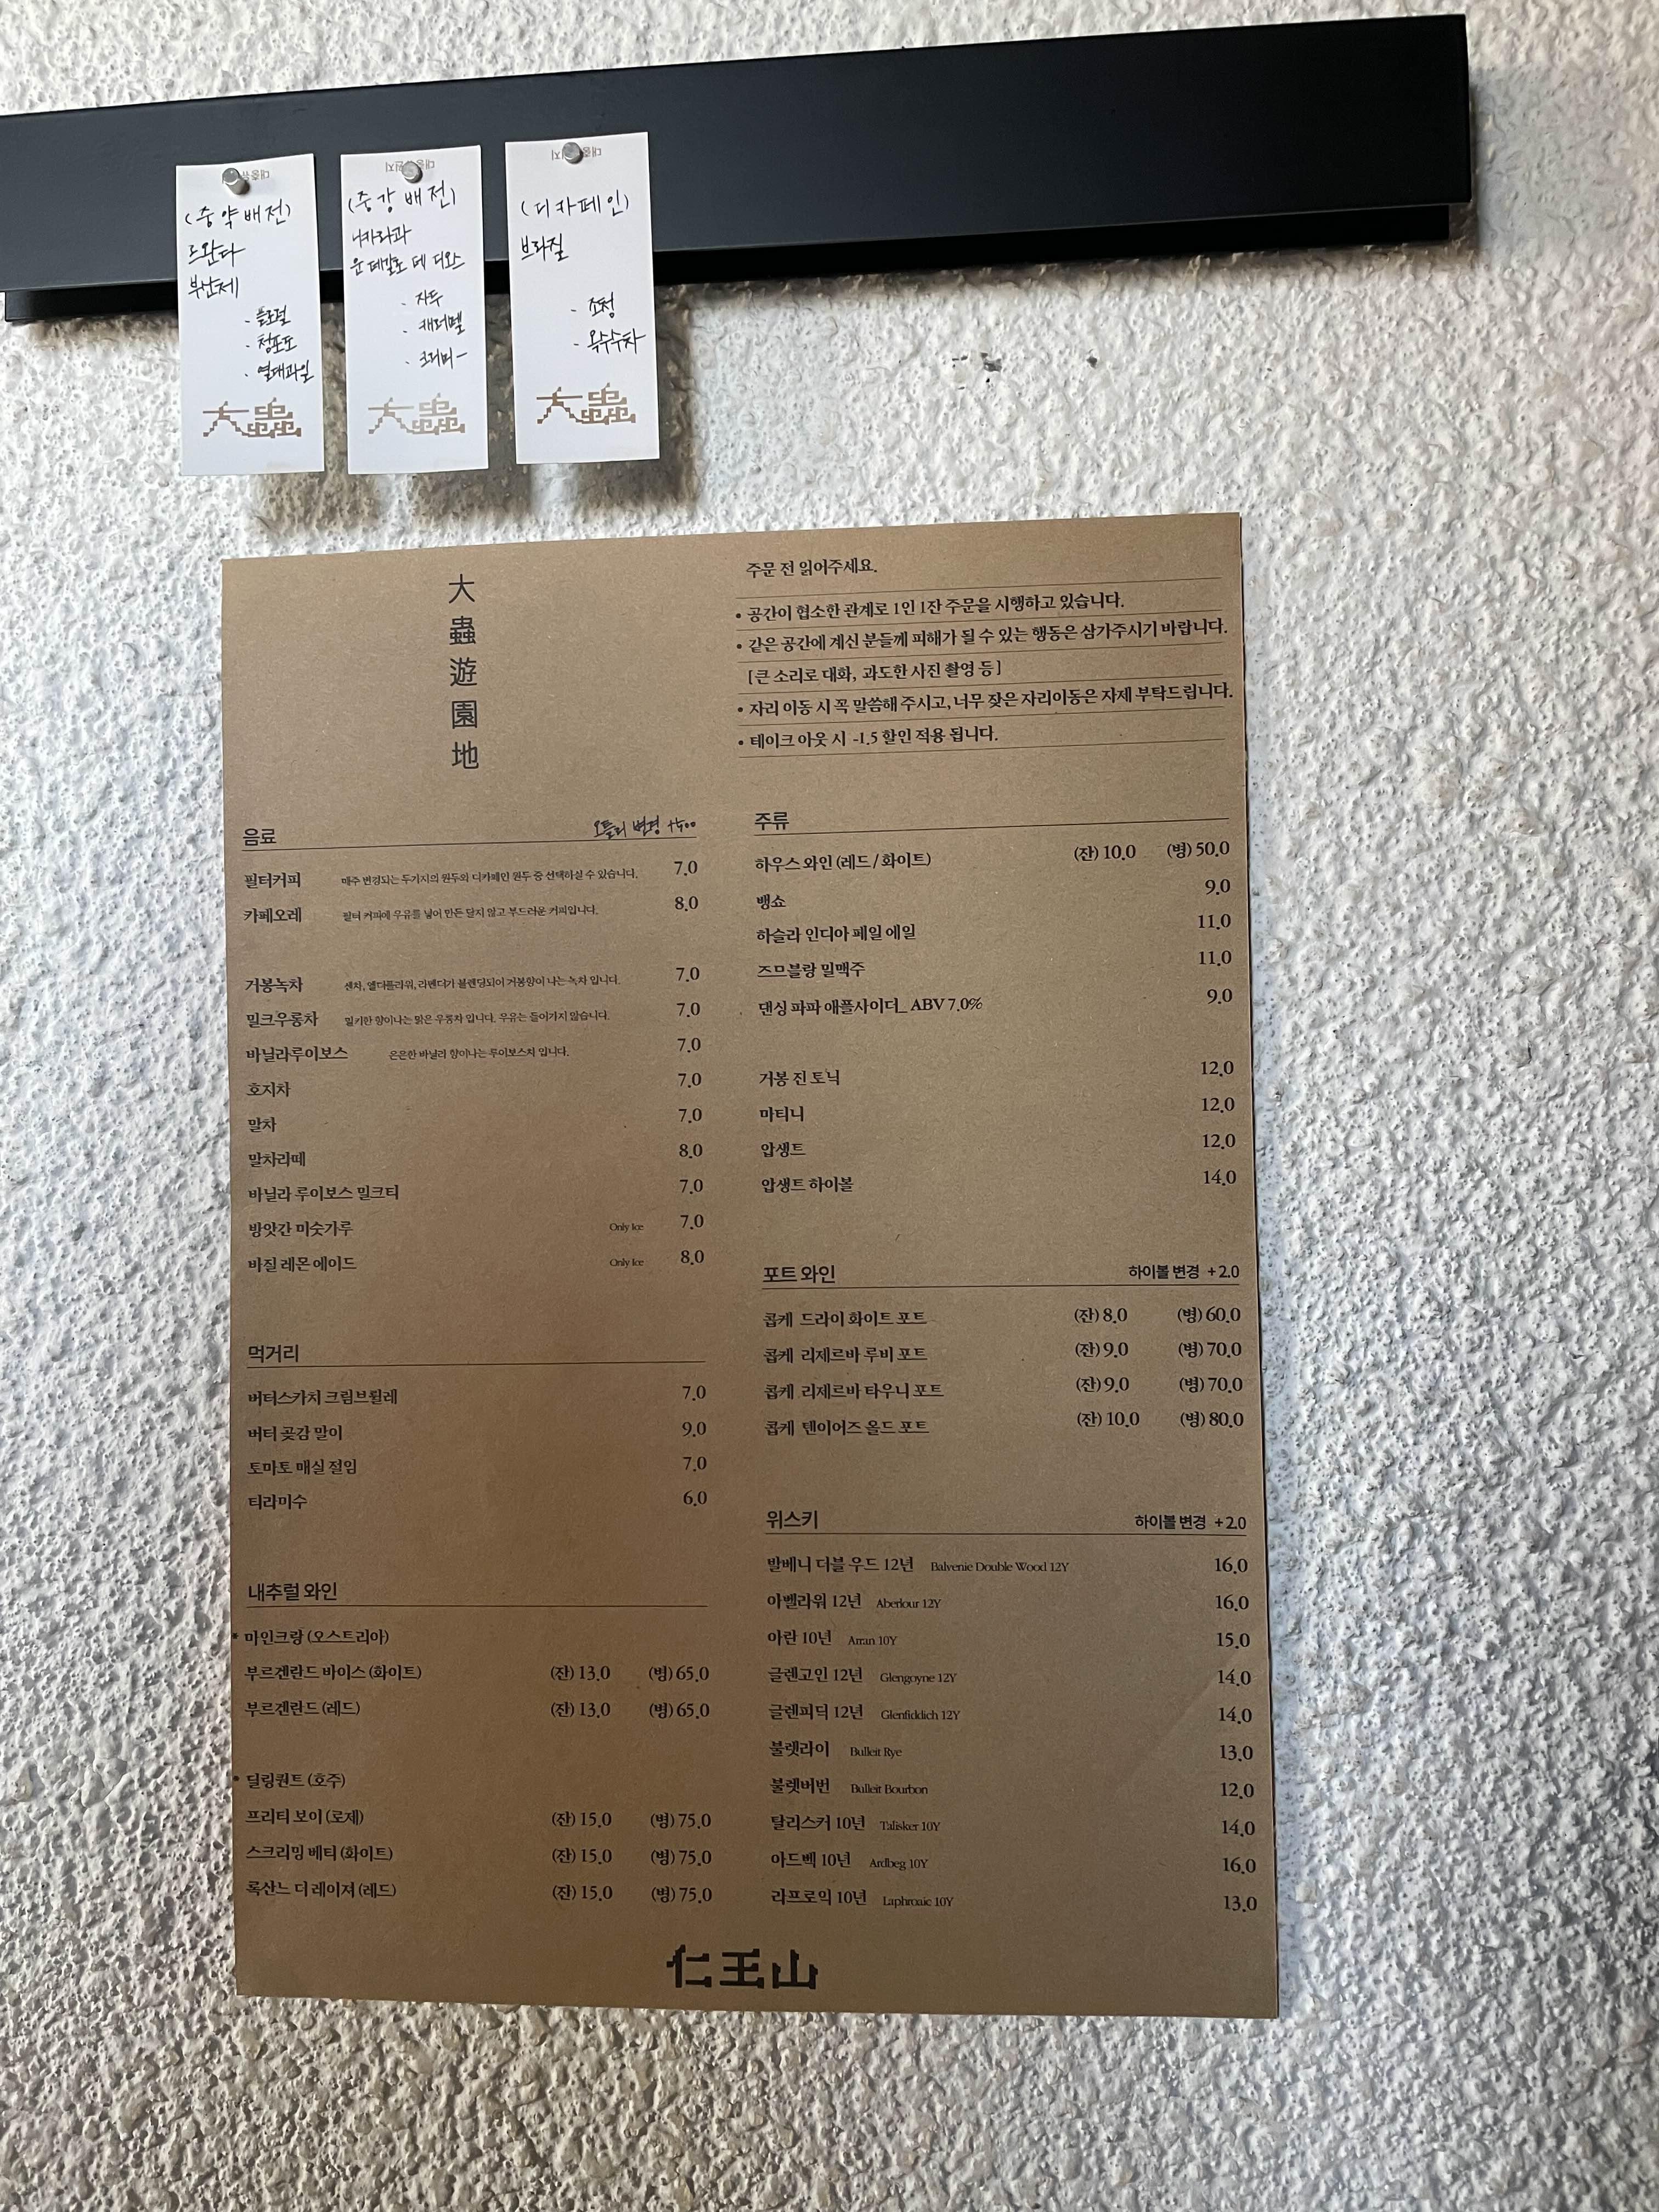 (중약배전)
르완다
부산제
- 플로럴
- 청포도
- 열대과일
大蟲
(중강배전)
니카라과
운 레갈로 데 디오스
- 자두
- 캐러멜
- 크리미-
大蟲
(디카페인)
브라질
- 조청
- 옥수수차
大蟲
大蟲遊園地
주문 전 읽어주세요.
• 공간이 협소한 관계로 1인 1잔 주문을 시행하고 있습니다.
• 같은 공간에 계신 분들께 피해가 될 수 있는 행동은 삼가주시기 바랍니다.
[큰 소리로 대화, 과도한 사진 촬영 등]
• 자리 이동 시 꼭 말씀해 주시고, 너무 잦은 자리이동은 자제 부탁드립니다.
• 테이크 아웃 시 -1.5 할인 적용 됩니다.
음료 오틀리 변경 +500
필터커피 매주 변경되는 두가지의 원두와 디카페인 원두 중 선택하실 수 있습니다. 7.0
카페오레 필터 커피에 우유를 넣어 만든 달지 않고 부드러운 커피입니다. 8.0
거봉녹차 센차, 엘더플라워, 라벤더가 블렌딩되어 거봉향이 나는 녹차 입니다. 7.0
밀크우롱차 밀키한 향이나는 맑은 우롱차 입니다. 우유는 들어가지 않습니다. 7.0
바닐라루이보스 은은한 바닐라 향이나는 루이보스차 입니다. 7.0
호지차 7.0
말차 7.0
말차라떼 8.0
바닐라 루이보스 밀크티 7.0
방앗간 미숫가루 Only Ice 7.0
바질 레몬 에이드 Only Ice 8.0
먹거리
버터스카치 크림브륄레 7.0
버터 곶감 말이 9.0
토마토 매실 절임 7.0
티라미수 6.0
내추럴 와인
• 마인크랑 (오스트리아)
부르겐란드 바이스 (화이트) (잔) 13.0 (병) 65.0
부르겐란드 (레드) (잔) 13.0 (병) 65.0
• 딜링퀀트 (호주)
프리티 보이 (로제) (잔) 15.0 (병) 75.0
스크리밍 베티 (화이트) (잔) 15.0 (병) 75.0
록산느 더 레이져 (레드) (잔) 15.0 (병) 75.0
주류
하우스 와인 (레드 / 화이트) (잔) 10.0 (병) 50.0
뱅쇼 9.0
하슬라 인디아 페일 에일 11.0
즈므블랑 밀맥주 11.0
댄싱 파파 애플사이더_ ABV 7.0% 9.0
거봉 진 토닉 12.0
마티니 12.0
압생트 12.0
압생트 하이볼 14.0
포트 와인 하이볼 변경 +2.0
콥케 드라이 화이트 포트 (잔) 8.0 (병) 60.0
콥케 리제르바 루비 포트 (잔) 9.0 (병) 70.0
콥케 리제르바 타우니 포트 (잔) 9.0 (병) 70.0
콥케 텐이어즈 올드 포트 (잔) 10.0 (병) 80.0
위스키 하이볼 변경 +2.0
발베니 더블 우드 12년 Balvenie Double Wood 12Y 16.0
아벨라워 12년 Aberlour 12Y 16.0
아란 10년 Arran 10Y 15.0
글렌고인 12년 Glengoyne 12Y 14.0
글렌피딕 12년 Glenfiddich 12Y 14.0
불렛라이 Bulleit Rye 13.0
불렛버번 Bulleit Bourbon 12.0
탈리스커 10년 Talisker 10Y 14.0
아드벡 10년 Ardbeg 10Y 16.0
라프로익 10년 Laphroaic 10Y 13.0